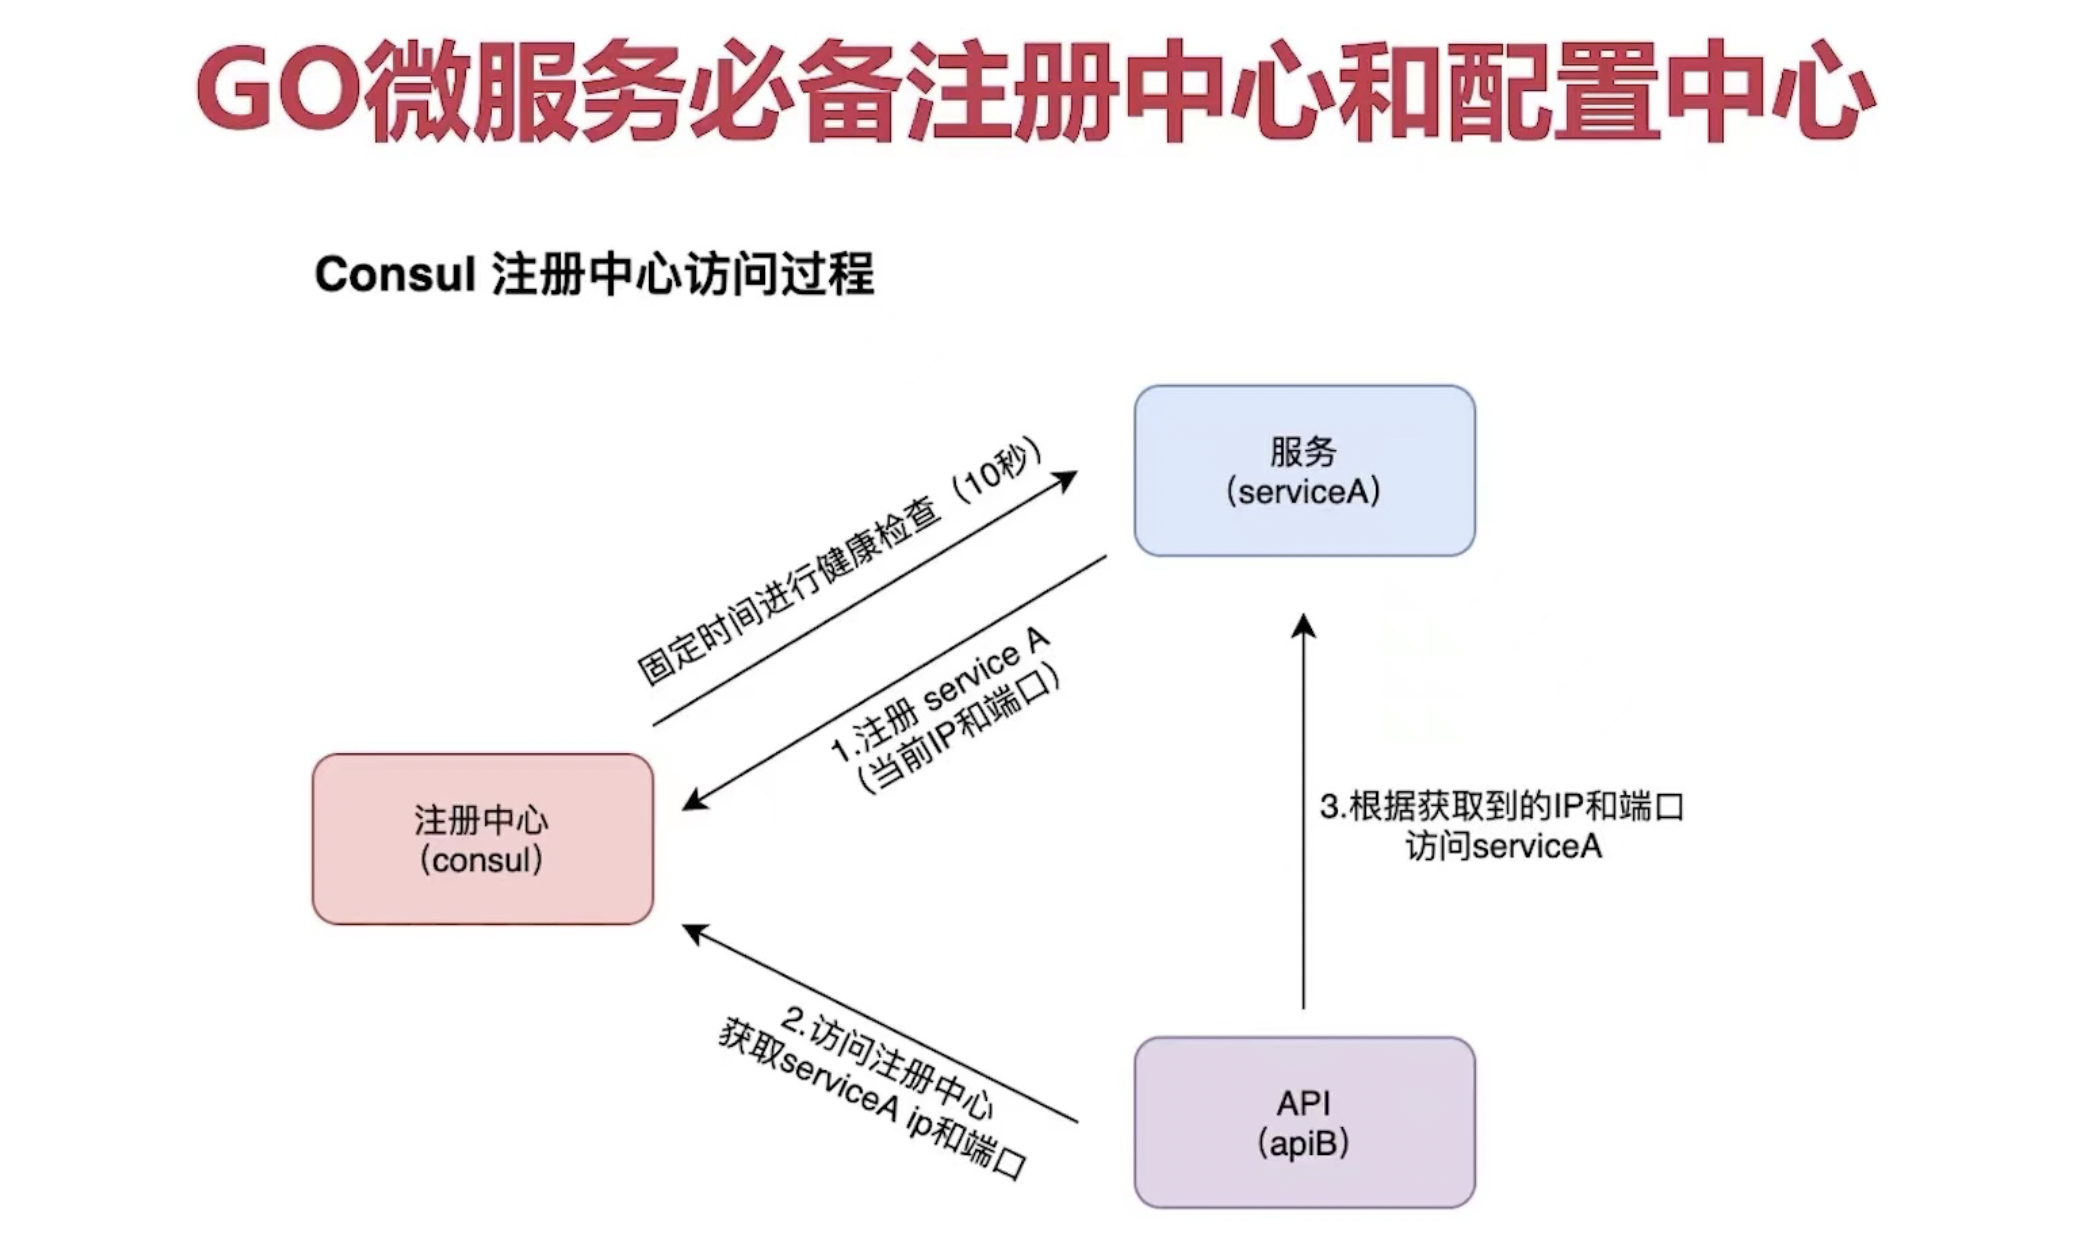 GO微服务必备注册中心和配置中心
Consul 注册中心访问过程
服务
(serviceA)
固定时间进行健康检查（10秒）
1.注册 service A
(当前IP和端口)
注册中心
(consul)
3.根据获取到的IP和端口
访问serviceA
2.访问注册中心
获取serviceA ip和端口
API
(apiB)